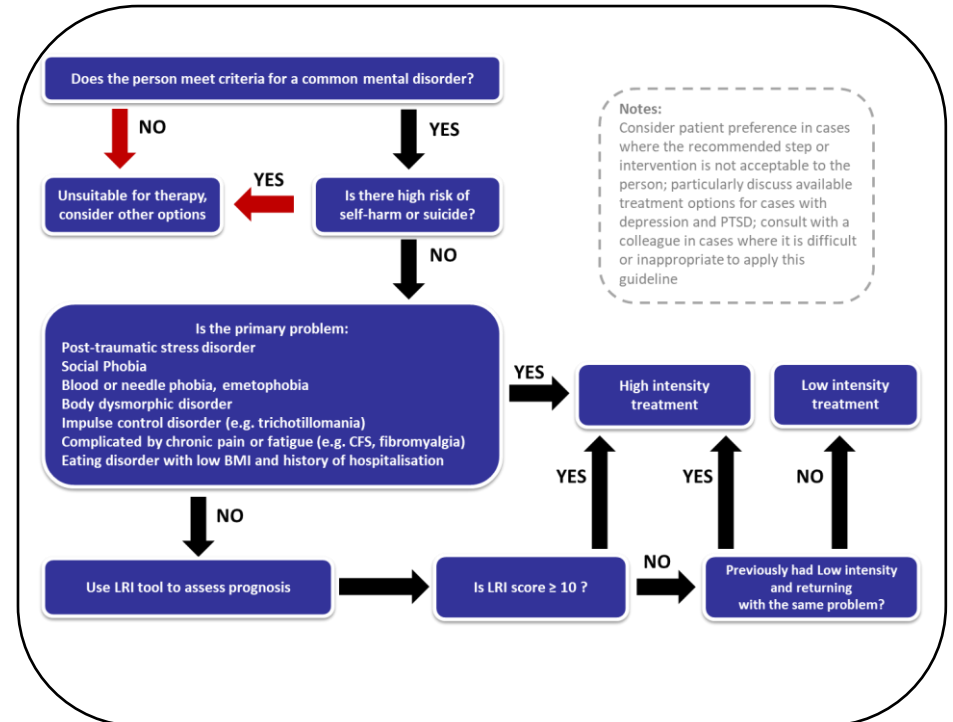 Does the person meet criteria for a common mental disorder?
NO
YES
Notes:
Consider patient preference in cases
where the recommended step or
intervention is not acceptable to the
person; particularly discuss available
treatment options for cases with
depression and PTSD; consult with a
colleague in cases where it is difficult
or inappropriate to apply this
guideline
Unsuitable for therapy,
consider other options
YES
Is there high risk of
self-harm or suicide?
NO
Is the primary problem:
Post-traumatic stress disorder
Social Phobia
Blood or needle phobia, emetophobia
Body dysmorphic disorder
Impulse control disorder (e.g. trichotillomania)
Complicated by chronic pain or fatigue (e.g. CFS, fibromyalgia)
Eating disorder with low BMI and history of hospitalisation
YES
High intensity
treatment
Low intensity
treatment
YES
YES
NO
NO
Use LRI tool to assess prognosis
Is LRI score ≥ 10 ?
NO
Previously had Low intensity
and returning
with the same problem?